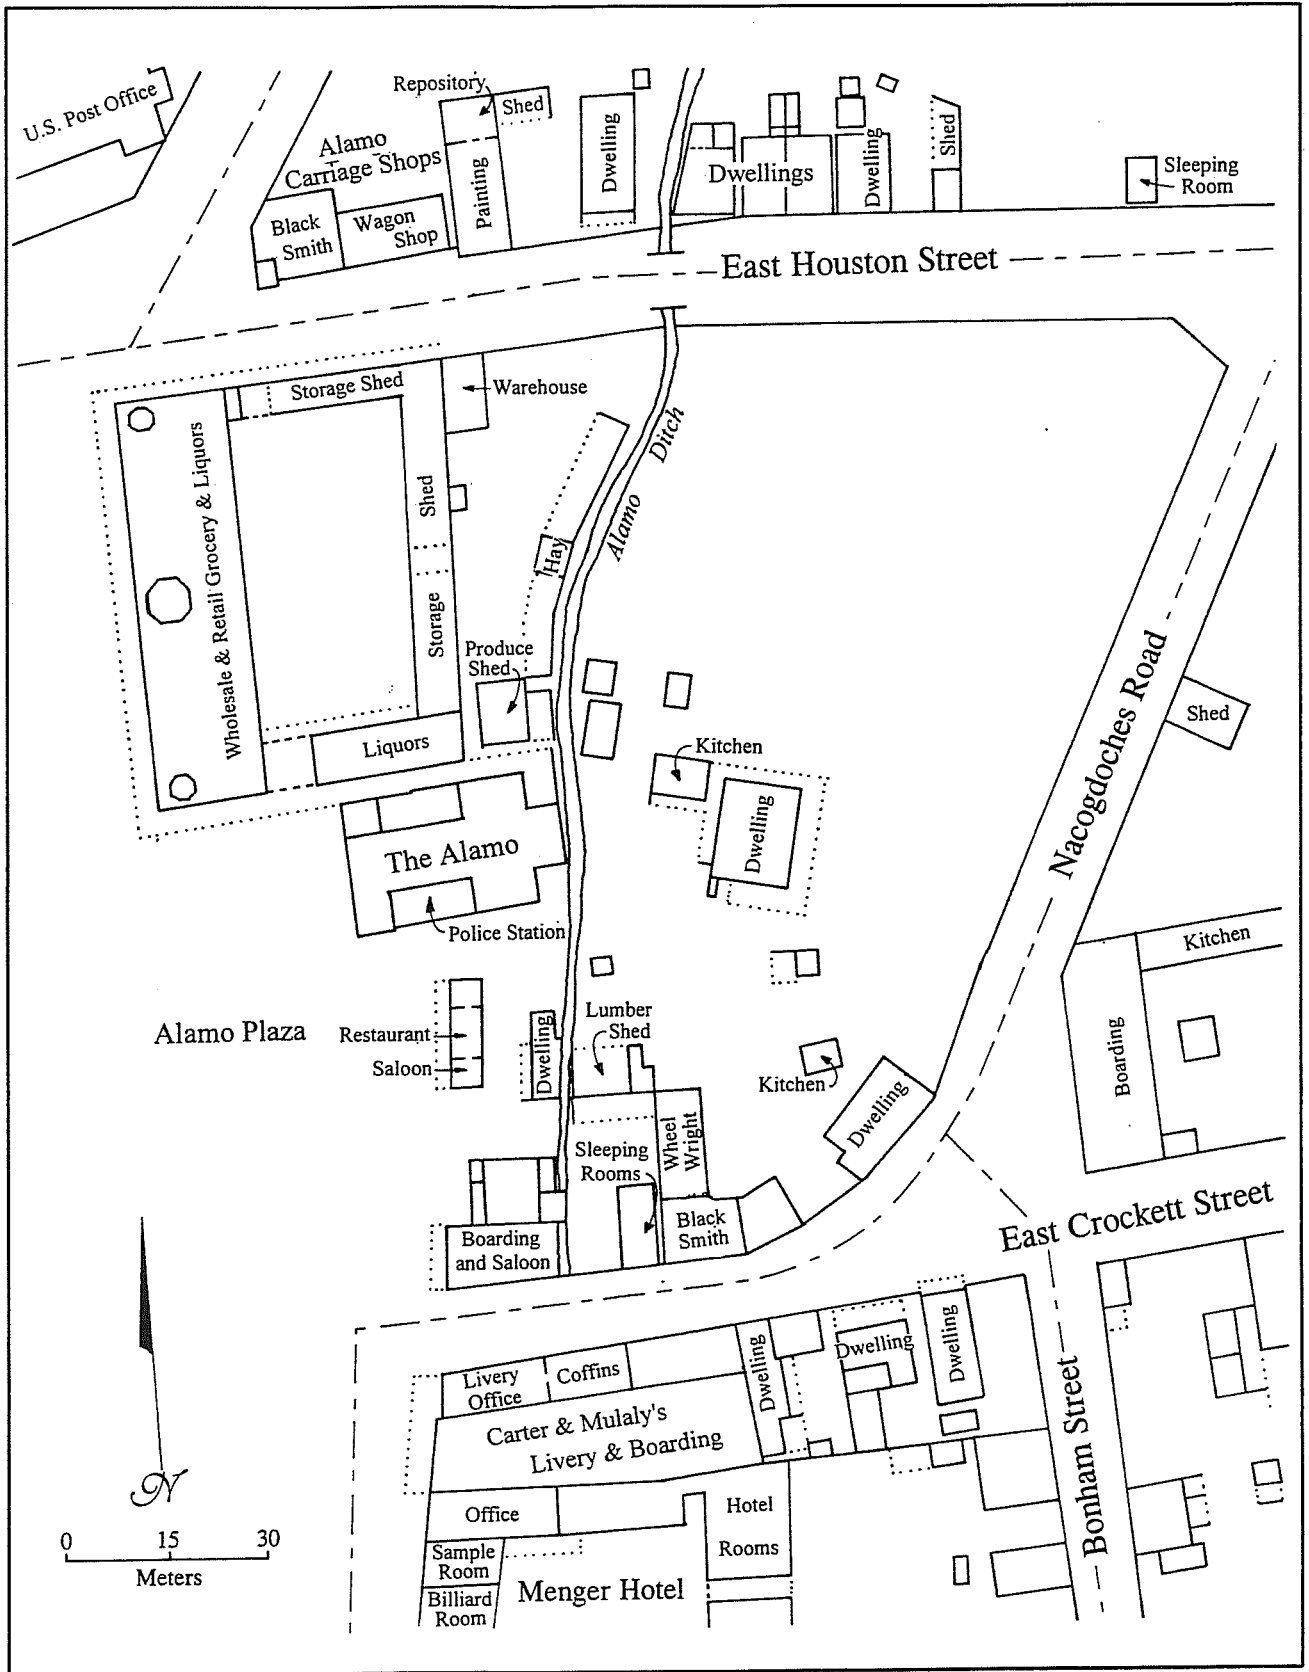 U.S. Post Office
Repository
Shed
Alamo
Carriage Shops
Black
Smith
Wagon
Shop
Painting
Dwelling
Dwellings
Dwelling
Shed
Sleeping
Room
East Houston Street
Storage Shed
Warehouse
Wholesale & Retail Grocery & Liquors
Shed
Storage
Alamo
Ditch
Hay
Produce
Shed
Liquors
Kitchen
Dwelling
Nacogdoches Road
Shed
The Alamo
Police Station
Kitchen
Boarding
Alamo Plaza
Restaurant
Saloon
Dwelling
Lumber
Shed
Kitchen
Dwelling
Sleeping
Rooms
Wheel
Wright
Black
Smith
Boarding
and Saloon
East Crockett Street
Livery
Office
Coffins
Dwelling
Dwelling
Dwelling
Carter & Mulaly's
Livery & Boarding
Bonham Street
Office
Hotel
Rooms
Sample
Room
Billiard
Room
Menger Hotel
N
0 15 30
Meters